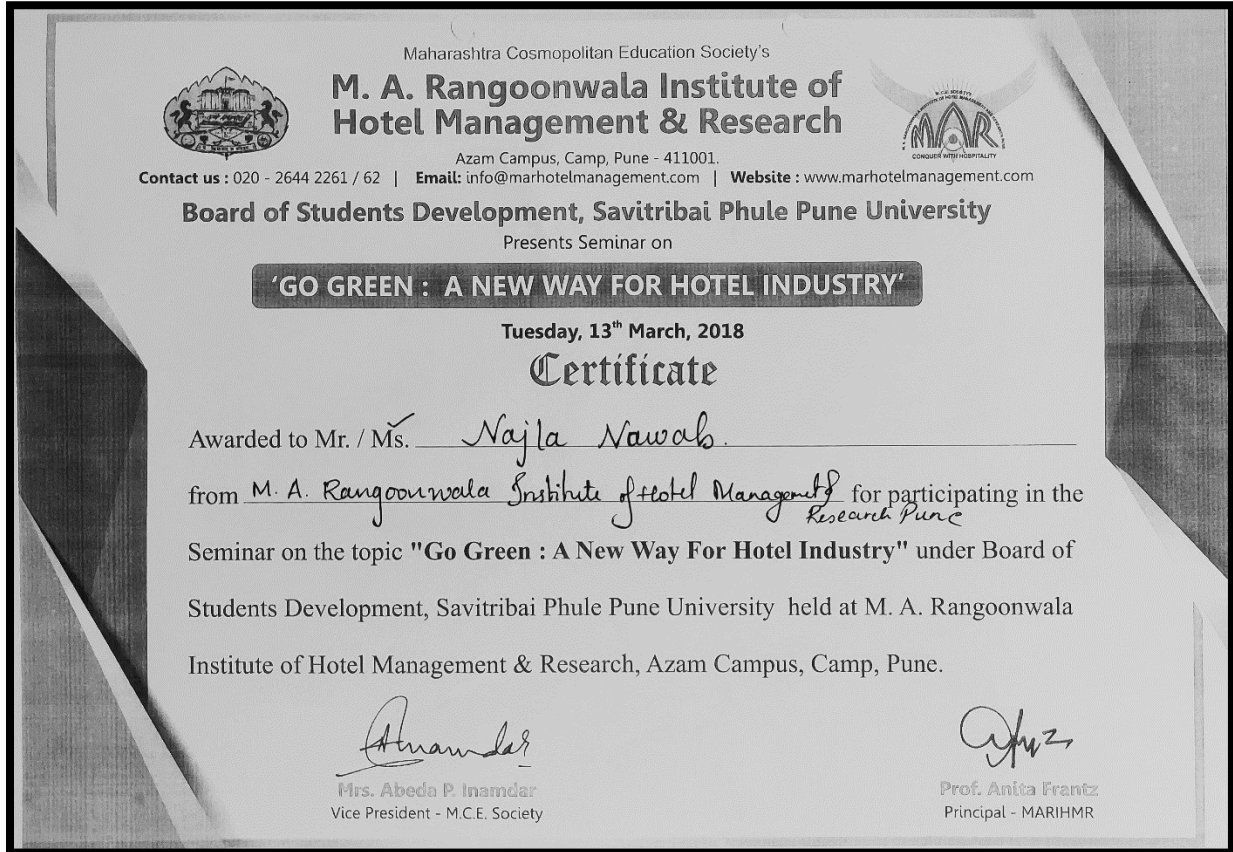 Maharashtra Cosmopolitan Education Society's
M. A. Rangoonwala Institute of
Hotel Management & Research
Azam Campus, Camp, Pune - 411001.
Contact us : 020 - 2644 2261 / 62 | Email: info@marhotelmanagement.com | Website : www.marhotelmanagement.com
MAR
CONQUER WITH HOSPITALITY
Board of Students Development, Savitribai Phule Pune University
Presents Seminar on
'GO GREEN : A NEW WAY FOR HOTEL INDUSTRY'
Tuesday, 13th March, 2018
Certificate
Awarded to Mr. / Ms. Najla Nawab.
from M. A. Rangoonwala Institute of Hotel Management & for participating in the
Research Pune
Seminar on the topic "Go Green : A New Way For Hotel Industry" under Board of
Students Development, Savitribai Phule Pune University held at M. A. Rangoonwala
Institute of Hotel Management & Research, Azam Campus, Camp, Pune.
AInamdar
Mrs. Abeda P. Inamdar
Prof. Anita Frantz
Vice President - M.C.E. Society
Principal - MARIHMR